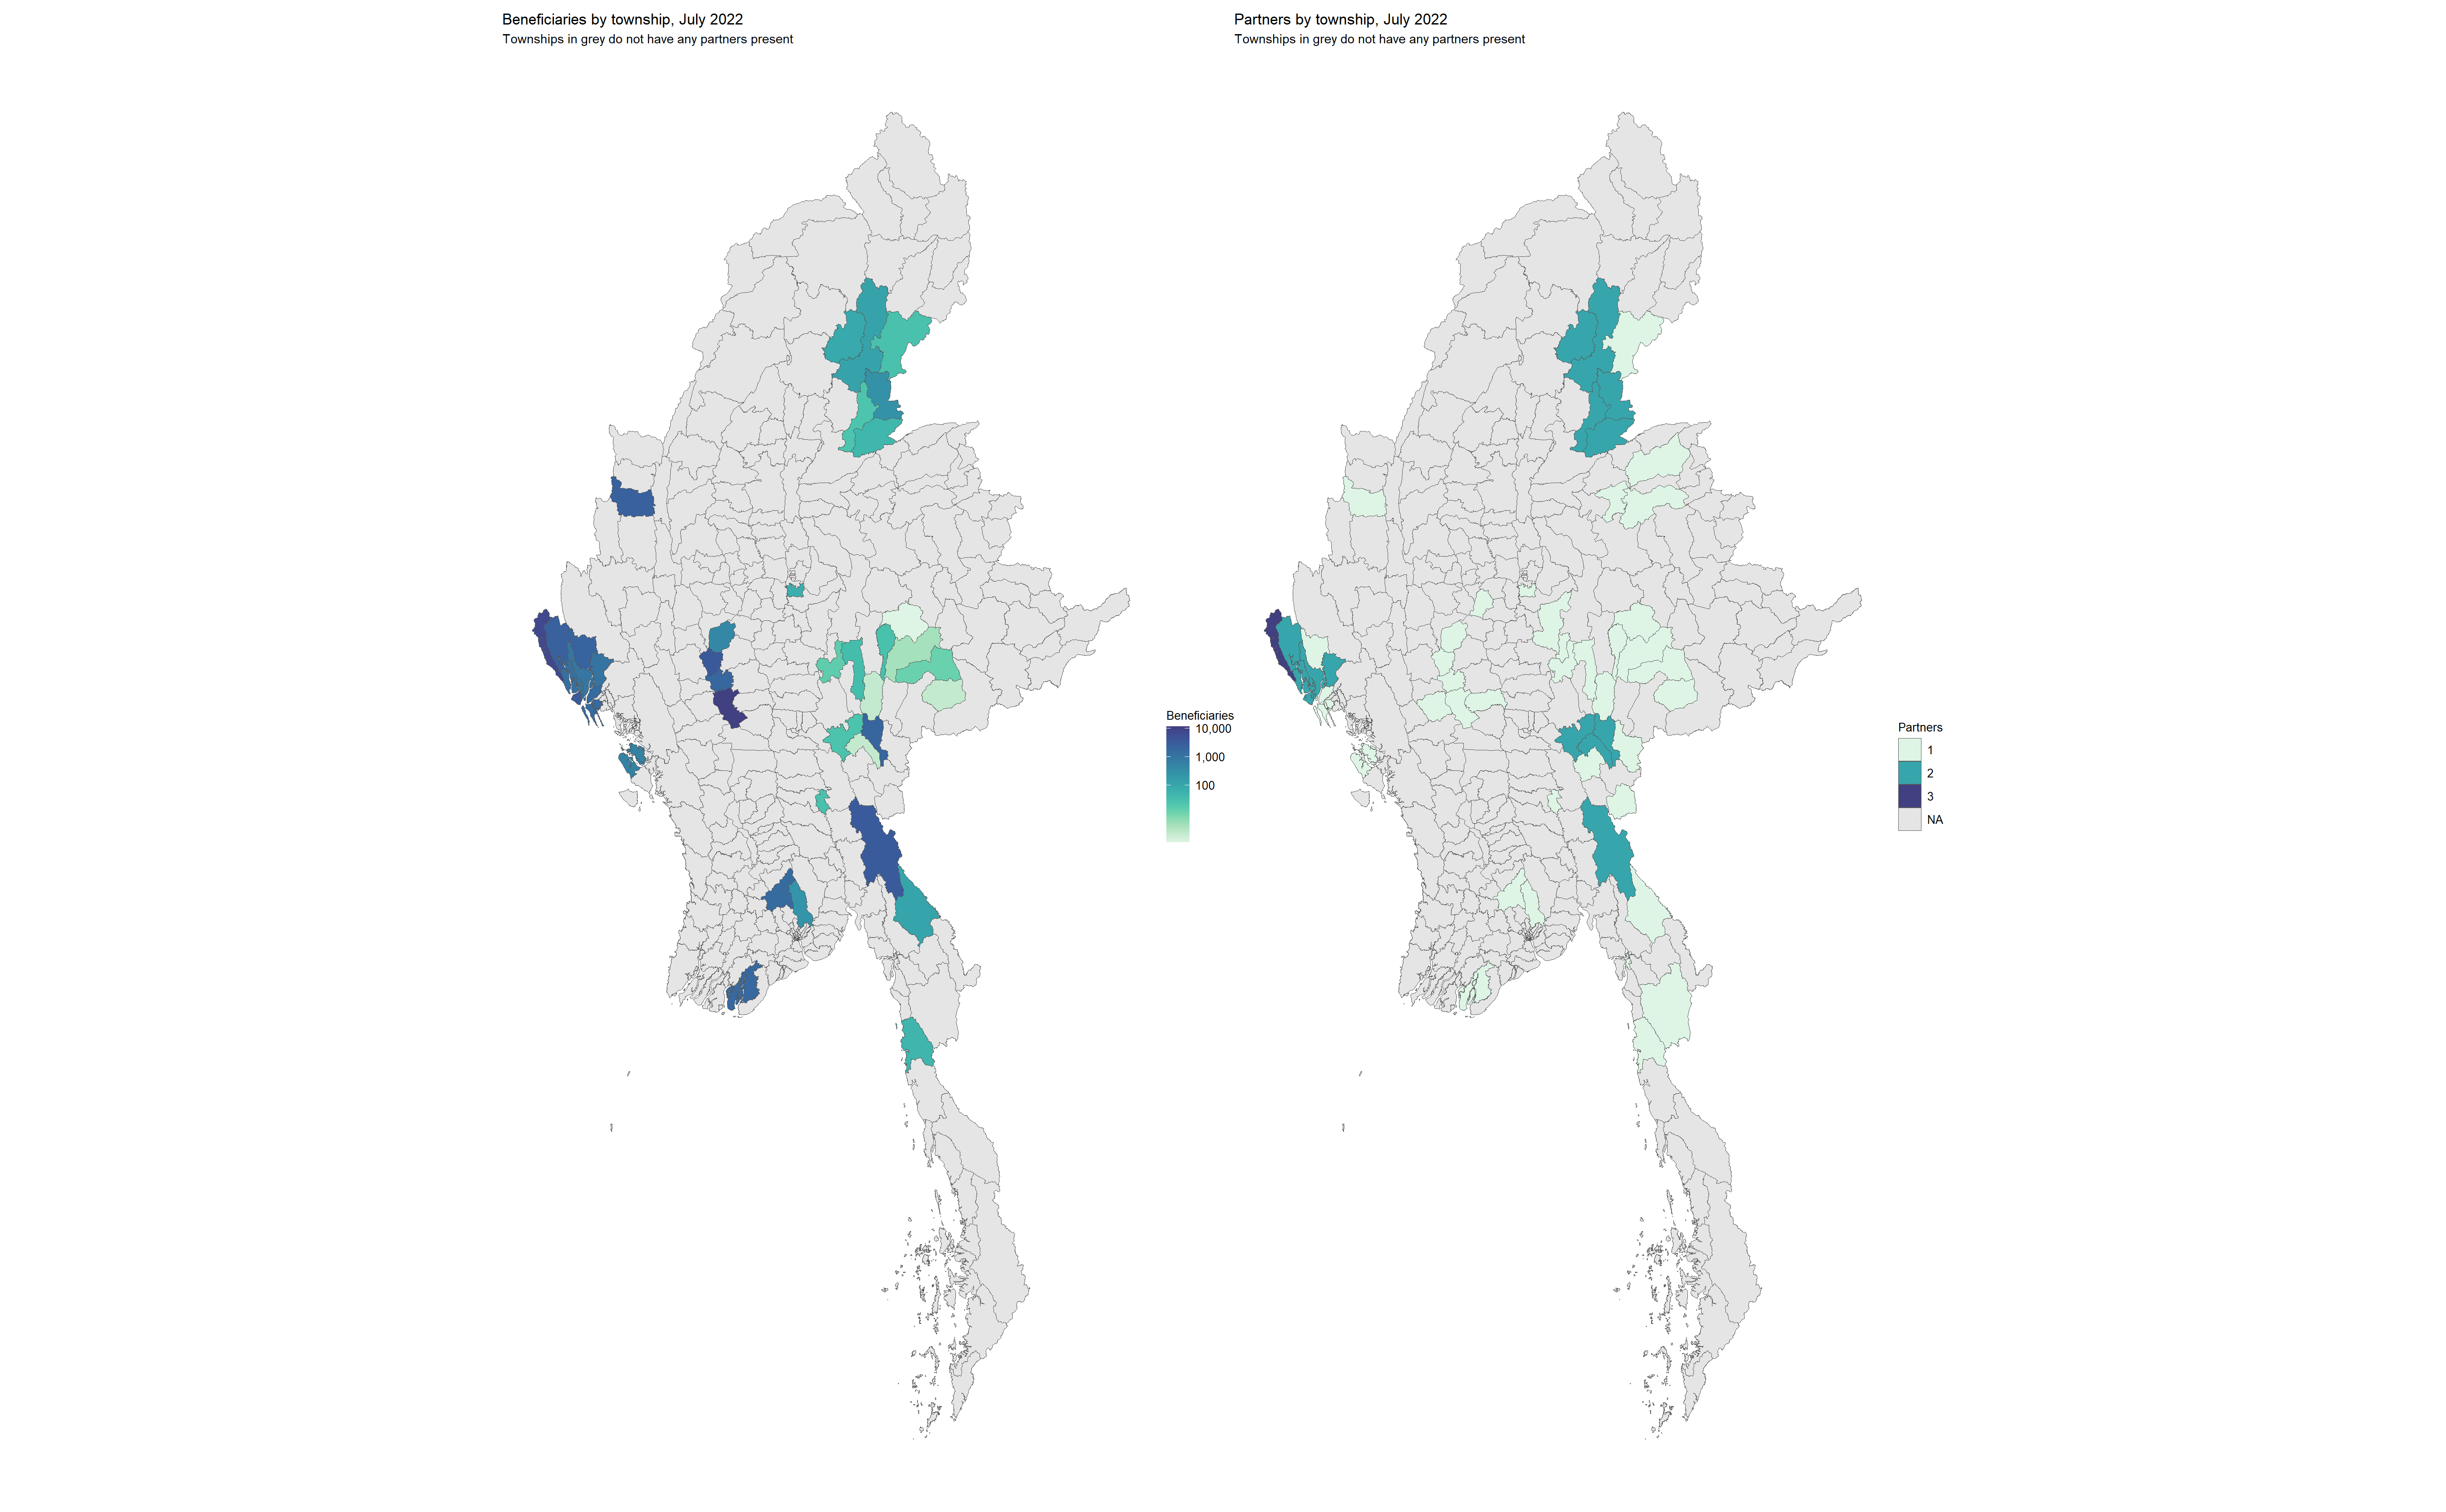 Beneficiaries by township, July 2022
Townships in grey do not have any partners present
Partners by township, July 2022
Townships in grey do not have any partners present
Beneficiaries
10,000
1,000
100
Partners
1
2
3
NA